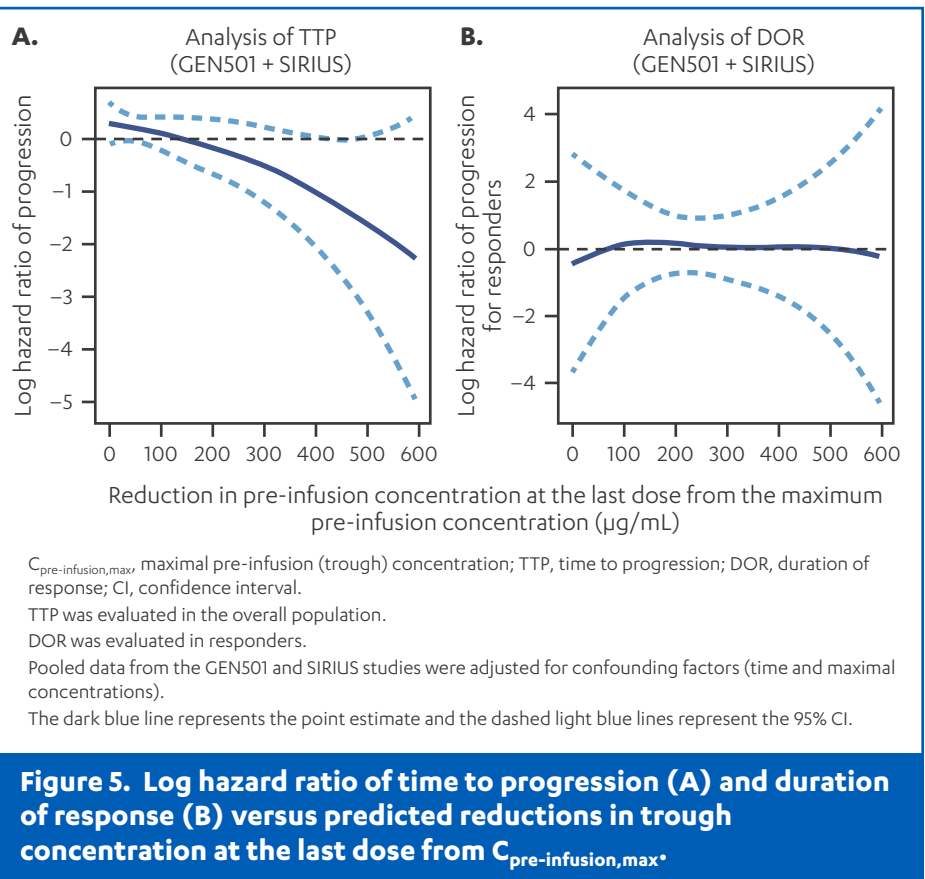 A.
Analysis of TTP
(GEN501 + SIRIUS)
Log hazard ratio of progression
0
−1
−2
−3
−4
−5
0 100 200 300 400 500 600
B.
Analysis of DOR
(GEN501 + SIRIUS)
Log hazard ratio of progression
for responders
4
2
0
−2
−4
0 100 200 300 400 500 600
Reduction in pre-infusion concentration at the last dose from the maximum
pre-infusion concentration (µg/mL)
Cpre-infusion,max, maximal pre-infusion (trough) concentration; TTP, time to progression; DOR, duration of
response; CI, confidence interval.
TTP was evaluated in the overall population.
DOR was evaluated in responders.
Pooled data from the GEN501 and SIRIUS studies were adjusted for confounding factors (time and maximal
concentrations).
The dark blue line represents the point estimate and the dashed light blue lines represent the 95% CI.
Figure 5. Log hazard ratio of time to progression (A) and duration
of response (B) versus predicted reductions in trough
concentration at the last dose from Cpre-infusion,max.